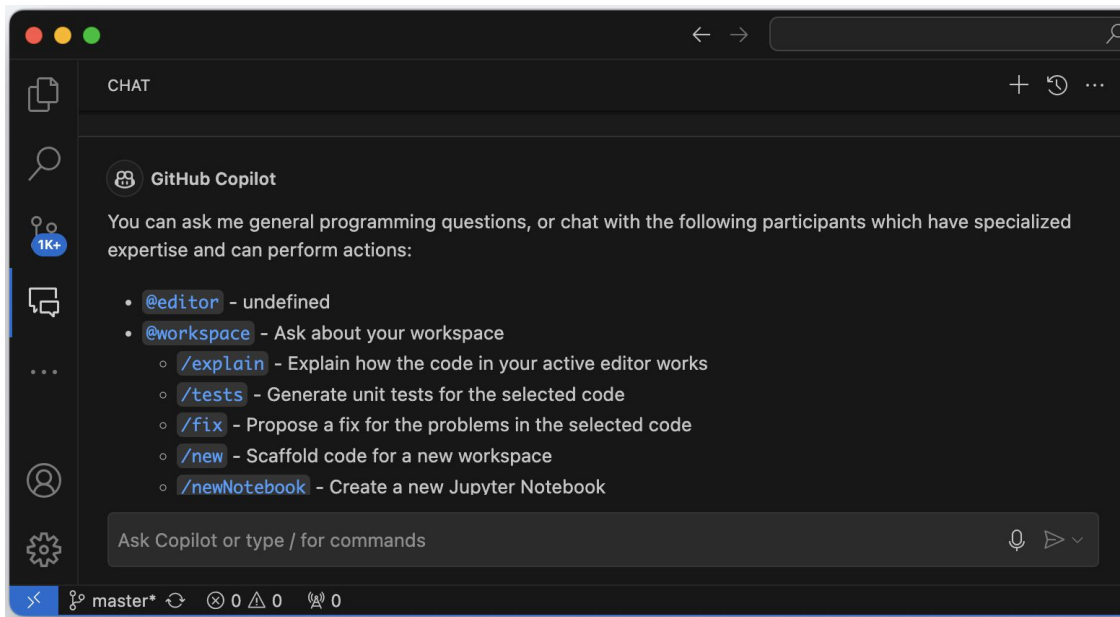 CHAT
GitHub Copilot
You can ask me general programming questions, or chat with the following participants which have specialized
expertise and can perform actions:
@editor - undefined
@workspace - Ask about your workspace
/explain - Explain how the code in your active editor works
/tests - Generate unit tests for the selected code
/fix - Propose a fix for the problems in the selected code
1K+
/new - Scaffold code for a new workspace
/newNotebook - Create a new Jupyter Notebook
Ask Copilot or type / for commands
master* 0 0 0